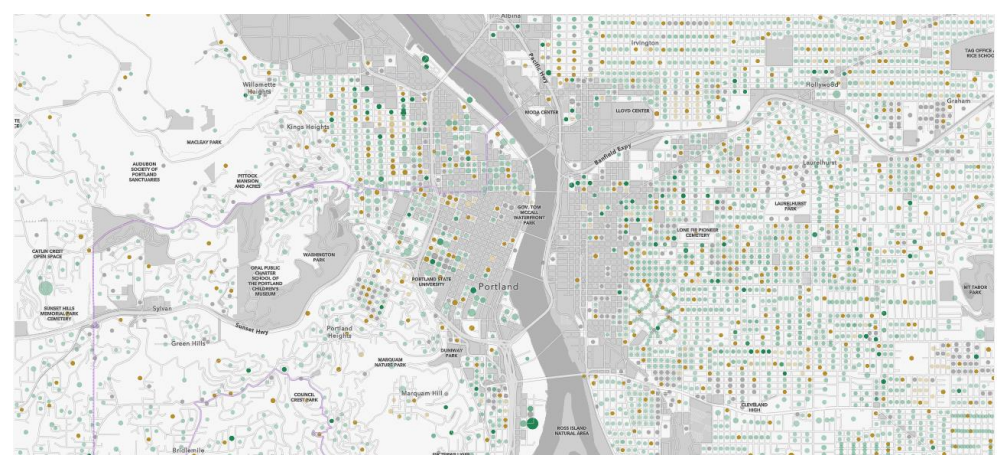 Albina
Irvington
Pacific Hwy
TAG OFFICE A
RICE SCHOO
Willamette
Heights
Hollywood
Graham
MODA CENTER
LLOYD CENTER
Kings Heights
MACLEAY PARK
Banfield Expy
AUDUBON
SOCIETY OF
PORTLAND
SANCTUARIES
PITTOCK
MANSION
AND ACRES
Laurelhurst
LAURELHURST
PARK
GOV. TOM
MCCALL
WATERFRONT
PARK
LONE FIR PIONEER
CEMETERY
CATLIN CREST
OPEN SPACE
WASHINGTON
PARK
OPAL PUBLIC
CHARTER
SCHOOL OF
THE PORTLAND
CHILDREN'S
MUSEUM
PORTLAND STATE
UNIVERSITY
Portland
MT TABOR
PARK
SUNSET HILLS
MEMORIAL PARK
CEMETERY
Sylvan
Sunset Hwy
Portland
Heights
Green Hills
DUNIWAY
PARK
MARQUAM
NATURE PARK
COUNCIL
CREST PARK
Marquam Hill
CLEVELAND
HIGH
ROSS ISLAND
NATURAL AREA
Bridlemile